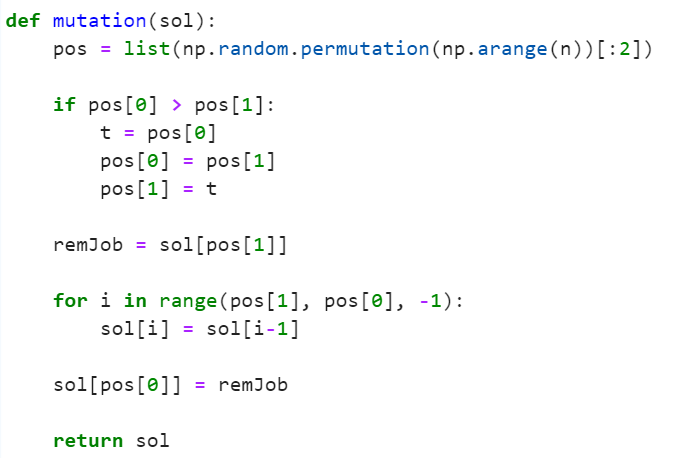 def mutation(sol):
    pos = list(np.random.permutation(np.arange(n))[:2])

    if pos[0] > pos[1]:
        t = pos[0]
        pos[0] = pos[1]
        pos[1] = t

    remJob = sol[pos[1]]

    for i in range(pos[1], pos[0], -1):
        sol[i] = sol[i-1]

    sol[pos[0]] = remJob

    return sol